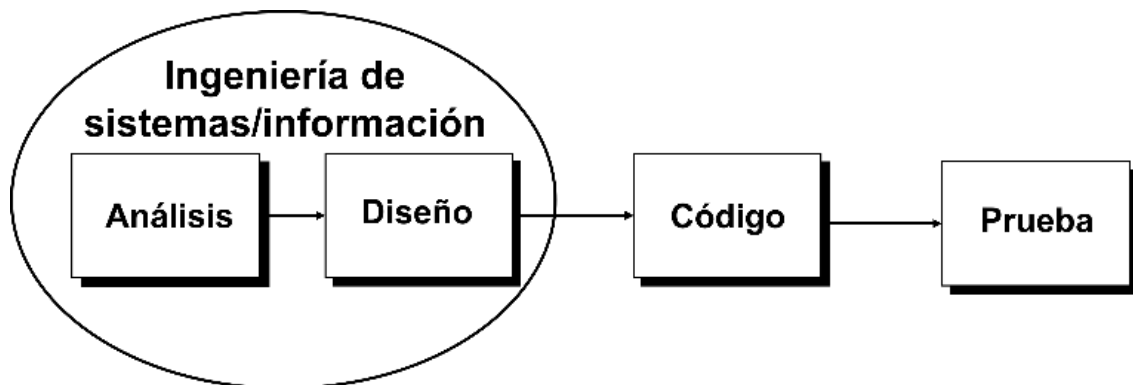 Ingeniería de
sistemas/información
Análisis
Diseño
Código
Prueba